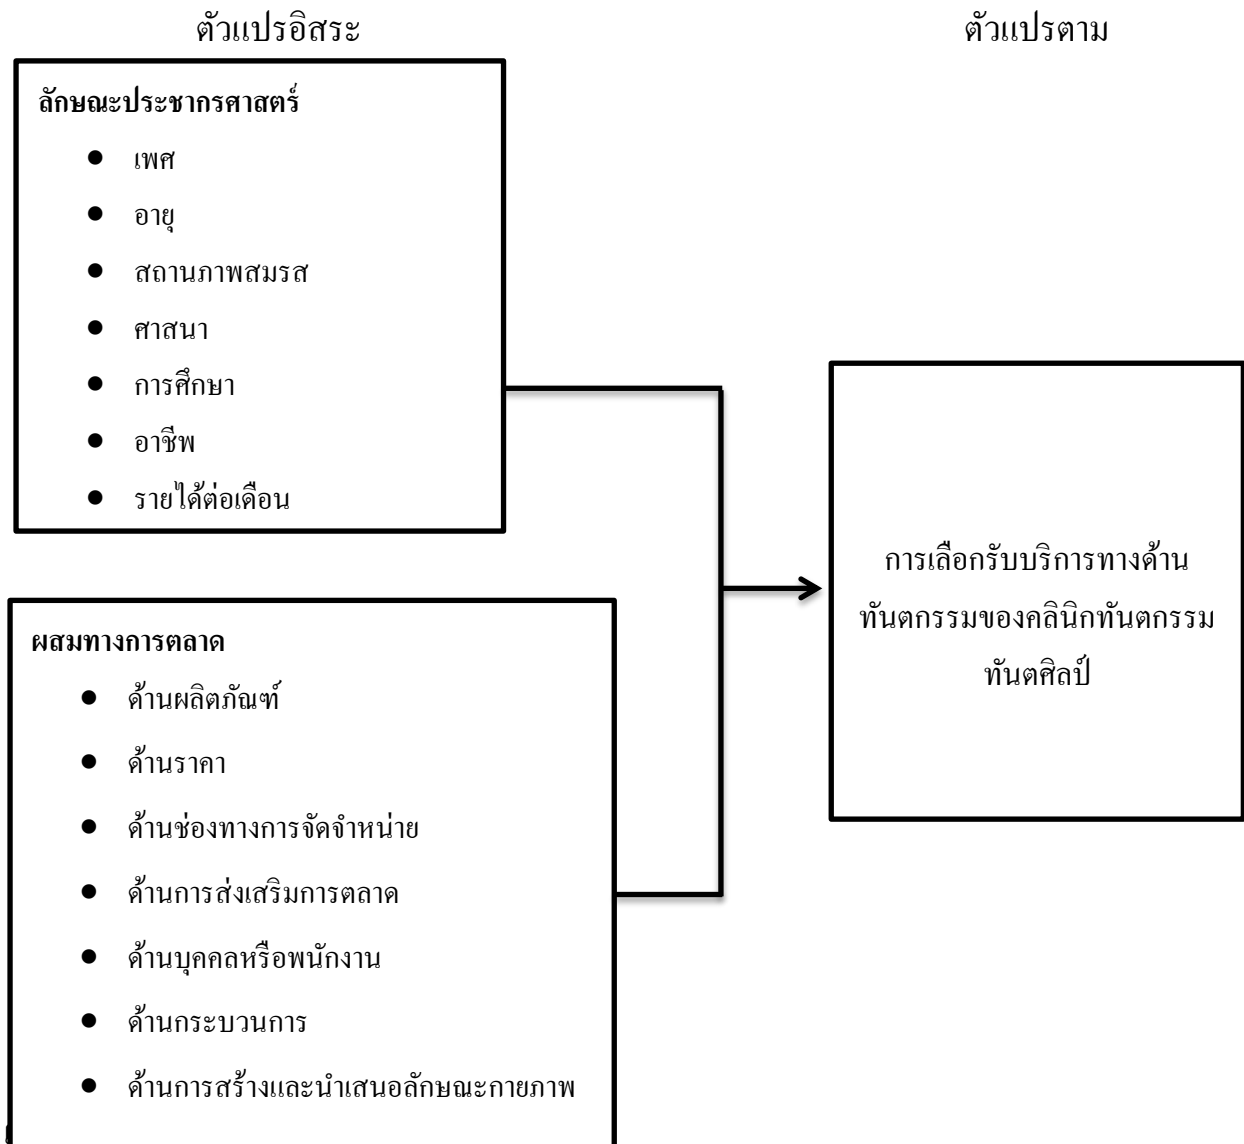 ตัวแปรอิสระ
ตัวแปรตาม
ลักษณะประชากรศาสตร์
● เพศ
● อายุ
● สถานภาพสมรส
● ศาสนา
● การศึกษา
● อาชีพ
● รายได้ต่อเดือน
ผสมทางการตลาด
● ด้านผลิตภัณฑ์
● ด้านราคา
● ด้านช่องทางการจัดจำหน่าย
● ด้านการส่งเสริมการตลาด
● ด้านบุคคลหรือพนักงาน
● ด้านกระบวนการ
● ด้านการสร้างและนำเสนอลักษณะกายภาพ
การเลือกรับบริการทางด้าน
ทันตกรรมของคลินิกทันตกรรม
ทันตศิลป์